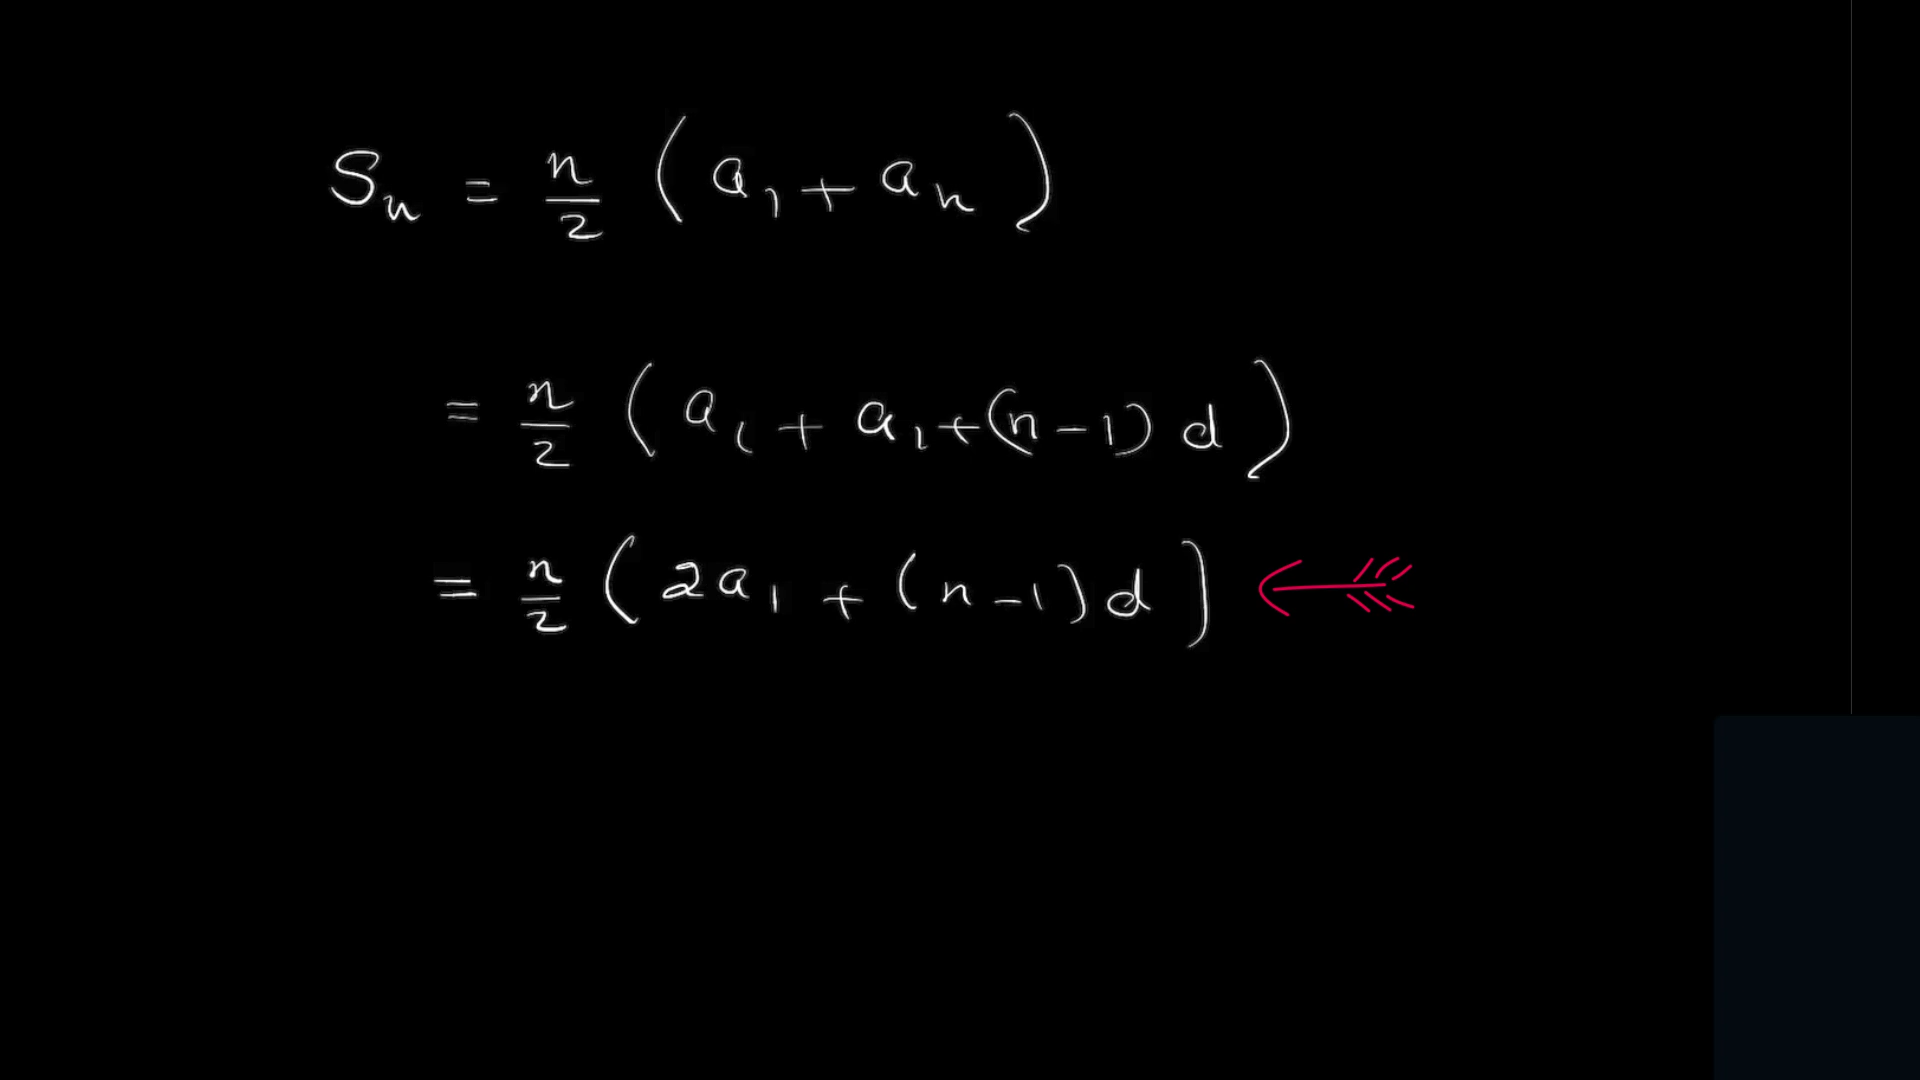 Sₙ = n/2 (a₁ + aₙ)
= n/2 (a₁ + a₁ + (n-1) d)
= n/2 (2a₁ + (n-1) d)